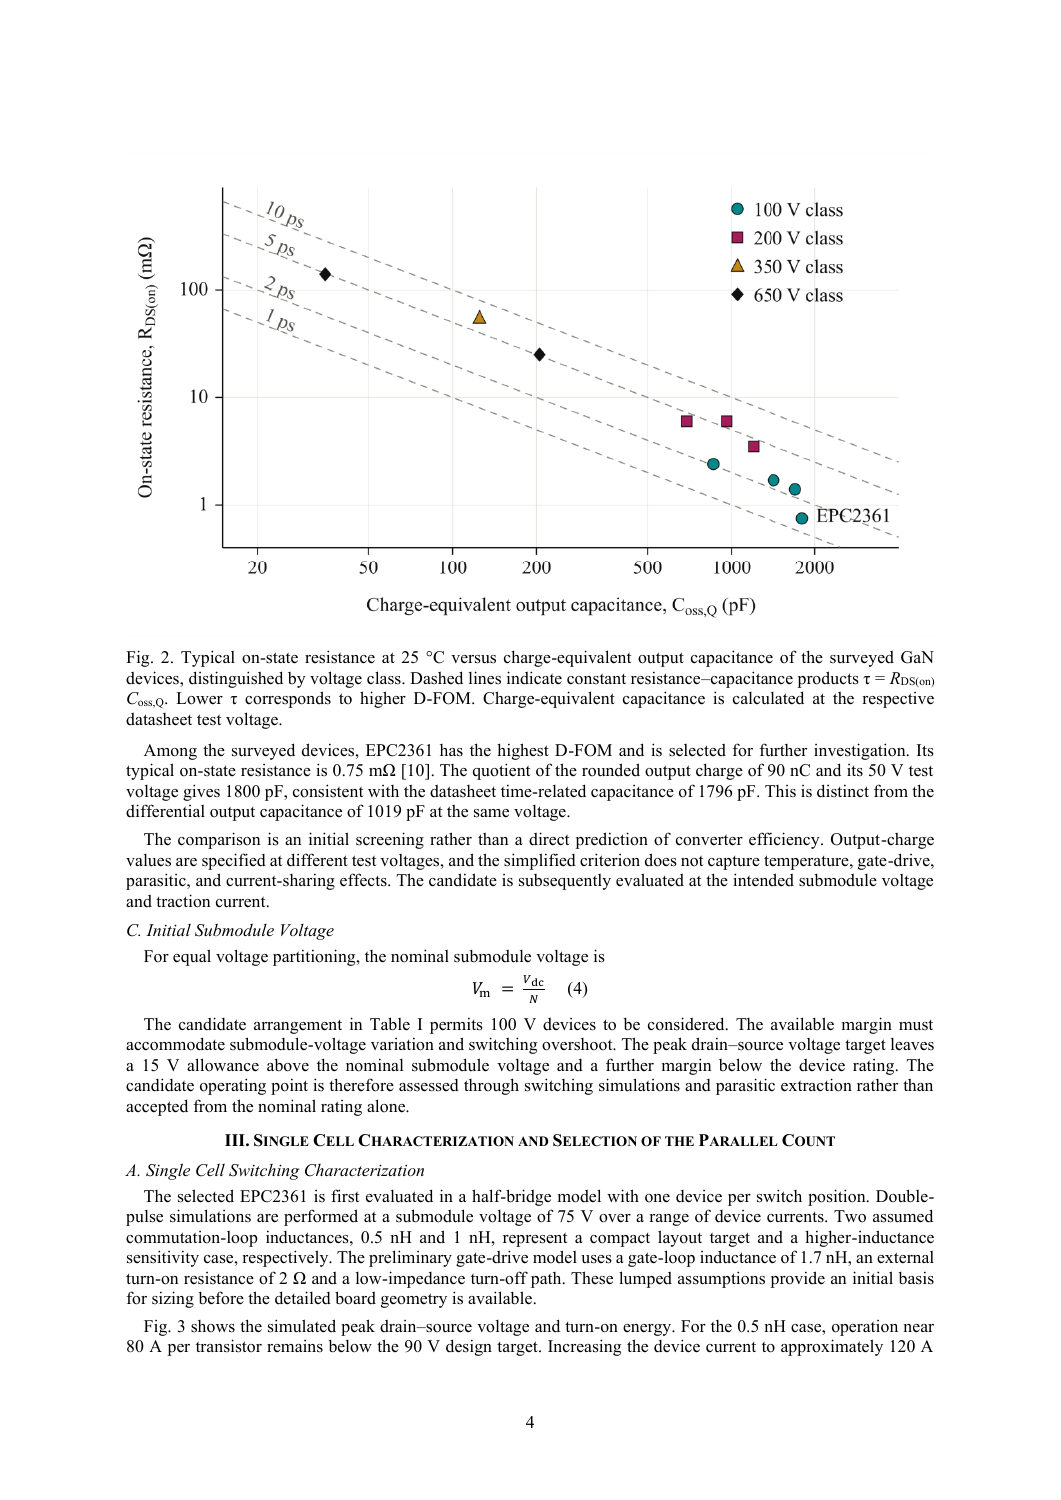 10 ps
5 ps
2 ps
1 ps
100 V class
200 V class
350 V class
650 V class
EPC2361
100
10
1
On-state resistance, RDS(on) (mΩ)
20 50 100 200 500 1000 2000
Charge-equivalent output capacitance, Coss,Q (pF)
Fig. 2. Typical on-state resistance at 25 °C versus charge-equivalent output capacitance of the surveyed GaN
devices, distinguished by voltage class. Dashed lines indicate constant resistance–capacitance products τ = RDS(on)
Coss,Q. Lower τ corresponds to higher D-FOM. Charge-equivalent capacitance is calculated at the respective
datasheet test voltage.
Among the surveyed devices, EPC2361 has the highest D-FOM and is selected for further investigation. Its
typical on-state resistance is 0.75 mΩ [10]. The quotient of the rounded output charge of 90 nC and its 50 V test
voltage gives 1800 pF, consistent with the datasheet time-related capacitance of 1796 pF. This is distinct from the
differential output capacitance of 1019 pF at the same voltage.
The comparison is an initial screening rather than a direct prediction of converter efficiency. Output-charge
values are specified at different test voltages, and the simplified criterion does not capture temperature, gate-drive,
parasitic, and current-sharing effects. The candidate is subsequently evaluated at the intended submodule voltage
and traction current.
C. Initial Submodule Voltage
For equal voltage partitioning, the nominal submodule voltage is
Vm = Vdc/N (4)
The candidate arrangement in Table I permits 100 V devices to be considered. The available margin must
accommodate submodule-voltage variation and switching overshoot. The peak drain–source voltage target leaves
a 15 V allowance above the nominal submodule voltage and a further margin below the device rating. The
candidate operating point is therefore assessed through switching simulations and parasitic extraction rather than
accepted from the nominal rating alone.
III. SINGLE CELL CHARACTERIZATION AND SELECTION OF THE PARALLEL COUNT
A. Single Cell Switching Characterization
The selected EPC2361 is first evaluated in a half-bridge model with one device per switch position. Double-
pulse simulations are performed at a submodule voltage of 75 V over a range of device currents. Two assumed
commutation-loop inductances, 0.5 nH and 1 nH, represent a compact layout target and a higher-inductance
sensitivity case, respectively. The preliminary gate-drive model uses a gate-loop inductance of 1.7 nH, an external
turn-on resistance of 2 Ω and a low-impedance turn-off path. These lumped assumptions provide an initial basis
for sizing before the detailed board geometry is available.
Fig. 3 shows the simulated peak drain–source voltage and turn-on energy. For the 0.5 nH case, operation near
80 A per transistor remains below the 90 V design target. Increasing the device current to approximately 120 A
4